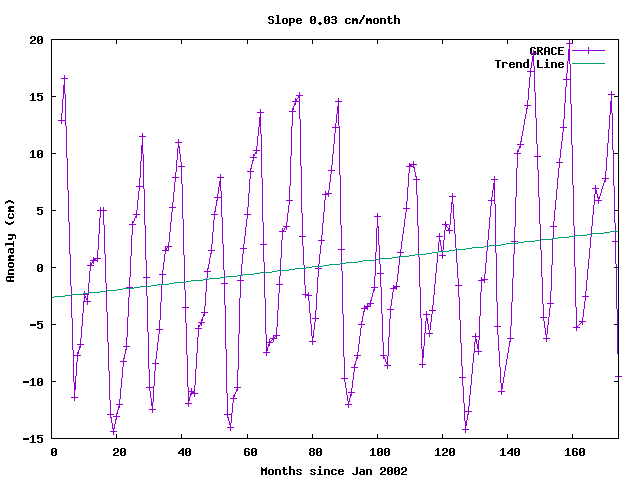 Slope 0.03 cm/month
GRACE
Trend Line
20
15
10
5
0
-5
-10
-15
Anomaly (cm)
0 20 40 60 80 100 120 140 160
Months since Jan 2002